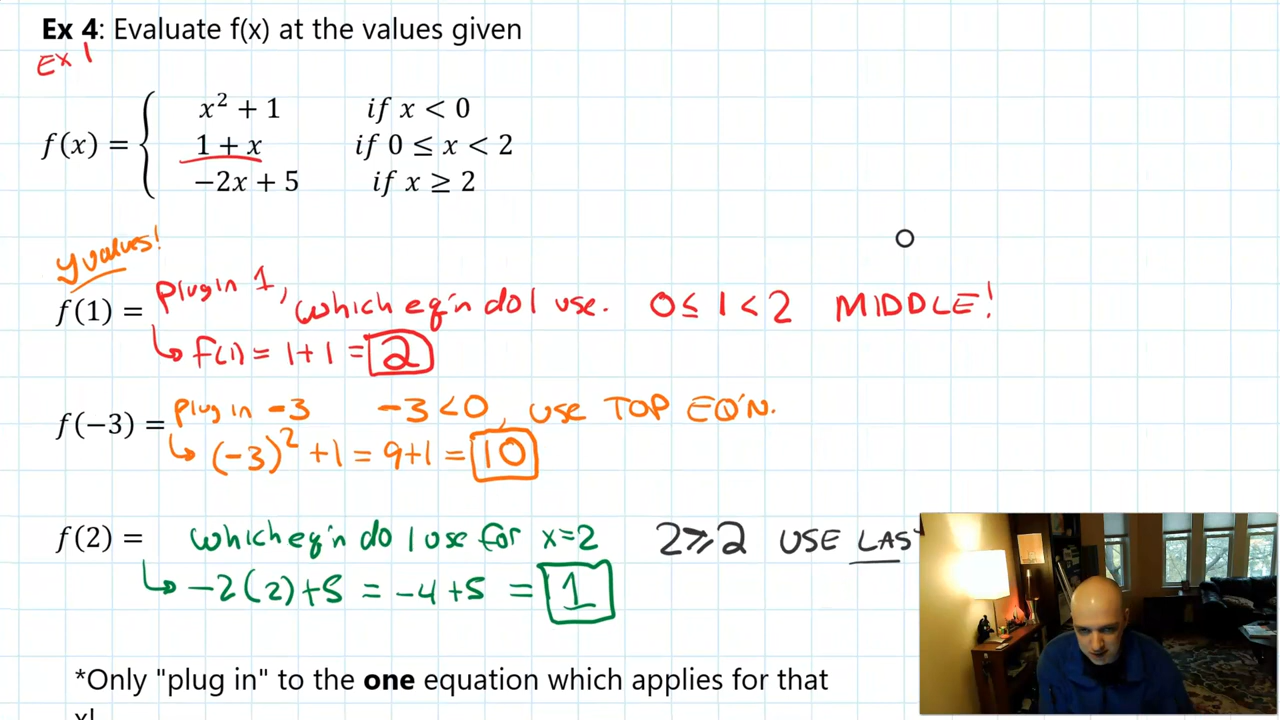 Ex 4: Evaluate f(x) at the values given
Ex 1
x² + 1 if x < 0
f(x) = { 1 + x if 0 ≤ x < 2
−2x + 5 if x ≥ 2
y values!
f(1) = plug in 1, which eq'n do I use. 0 ≤ 1 < 2 MIDDLE!
↳ f(1) = 1+1 = 2
f(−3) = plug in -3 -3<0, USE TOP EQ'N.
↳ (-3)² +1 = 9+1 = 10
f(2) = which eq'n do I use for x=2 2≥2 USE LAST
↳ -2(2)+5 = -4+5 = 1
*Only "plug in" to the one equation which applies for that
x!